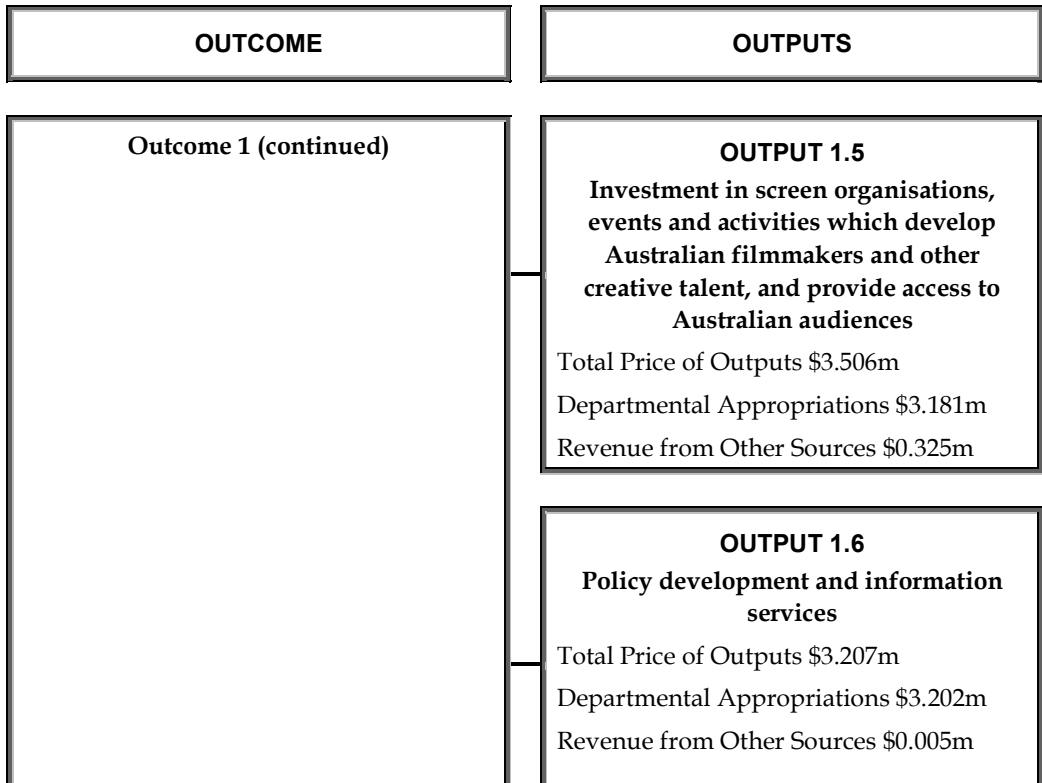 OUTCOME
OUTPUTS
Outcome 1 (continued)
OUTPUT 1.5
Investment in screen organisations,
events and activities which develop
Australian filmmakers and other
creative talent, and provide access to
Australian audiences
Total Price of Outputs $3.506m
Departmental Appropriations $3.181m
Revenue from Other Sources $0.325m
OUTPUT 1.6
Policy development and information
services
Total Price of Outputs $3.207m
Departmental Appropriations $3.202m
Revenue from Other Sources $0.005m